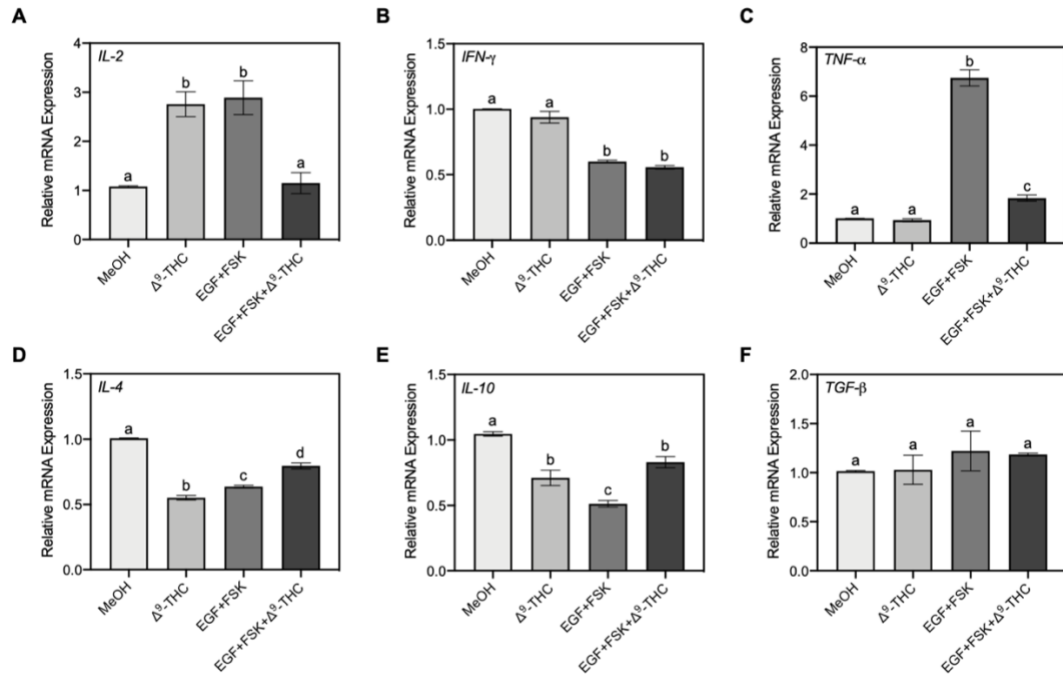 A
IL-2
Relative mRNA Expression
4
3
2
1
0
a
b
b
a
MeOH
Δ⁹-THC
EGF+FSK
EGF+FSK+Δ⁹-THC
B
IFN-γ
Relative mRNA Expression
1.5
1.0
0.5
0.0
a
a
b
b
MeOH
Δ⁹-THC
EGF+FSK
EGF+FSK+Δ⁹-THC
C
TNF-α
Relative mRNA Expression
8
6
4
2
0
a
a
b
c
MeOH
Δ⁹-THC
EGF+FSK
EGF+FSK+Δ⁹-THC
D
IL-4
Relative mRNA Expression
1.5
1.0
0.5
0.0
a
b
c
d
MeOH
Δ⁹-THC
EGF+FSK
EGF+FSK+Δ⁹-THC
E
IL-10
Relative mRNA Expression
1.5
1.0
0.5
0.0
a
b
c
b
MeOH
Δ⁹-THC
EGF+FSK
EGF+FSK+Δ⁹-THC
F
TGF-β
Relative mRNA Expression
2.0
1.5
1.0
0.5
0.0
a
a
a
a
MeOH
Δ⁹-THC
EGF+FSK
EGF+FSK+Δ⁹-THC